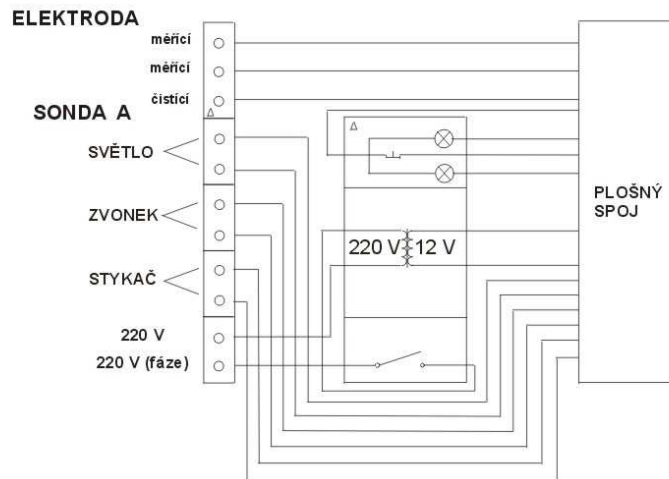 ELEKTRODA
měřící
měřící
čistící
SONDA A
SVĚTLO
ZVONEK
STYKAČ
220 V
220 V (fáze)
220 V 12 V
PLOŠNÝ
SPOJ